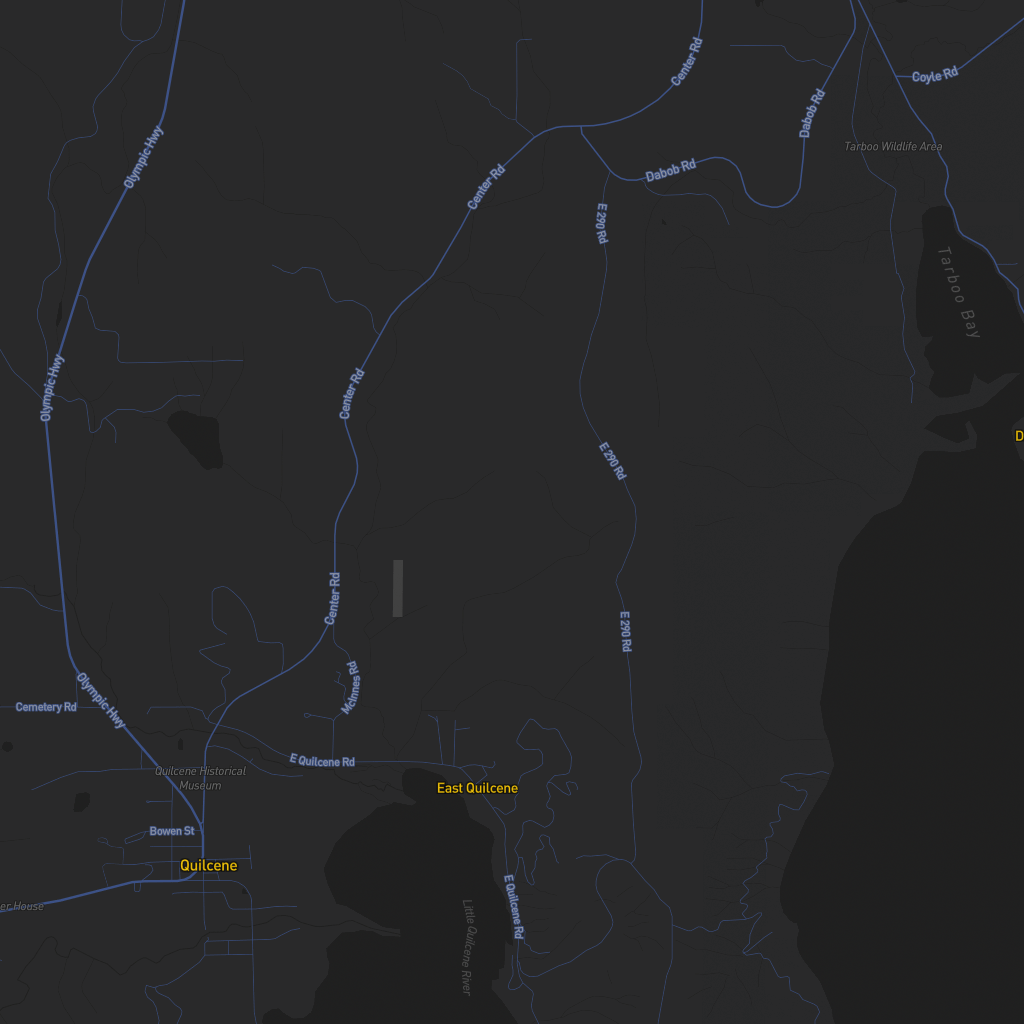 Center Rd
Coyle Rd
Dabob Rd
Olympic Hwy
Tarboo Wildlife Area
Dabob Rd
Center Rd
E 290 Rd
Tarboo Bay
Olympic Hwy
Center Rd
D
E 290 Rd
Center Rd
E 290 Rd
McInnes Rd
Olympic Hwy
Cemetery Rd
E Quilcene Rd
Quilcene Historical
Museum
East Quilcene
Bowen St
Quilcene
er House
E Quilcene Rd
Little Quilcene River